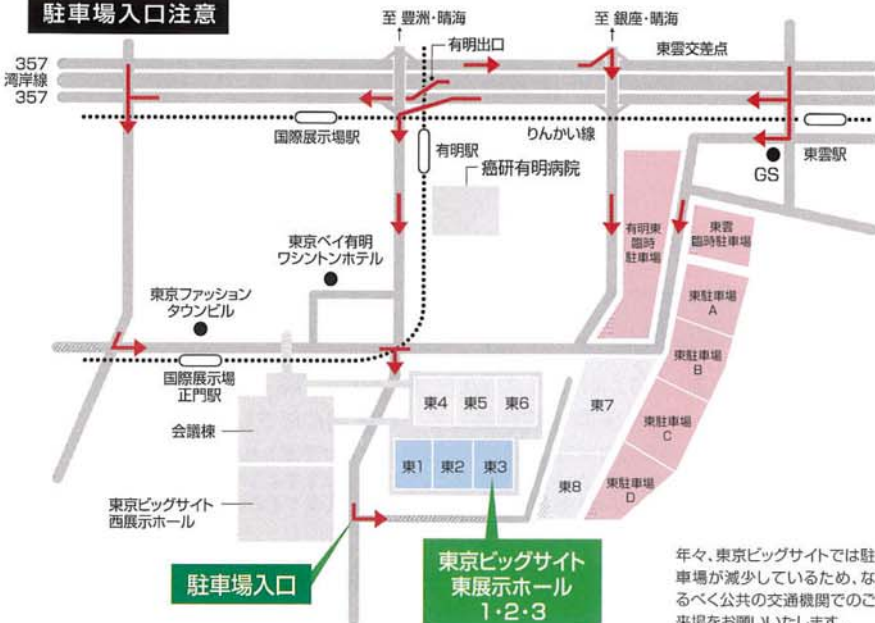 駐車場入口注意
至 豊洲・晴海
至 銀座・晴海
有明出口
東雲交差点
357
湾岸線
357
国際展示場駅
りんかい線
有明駅
東雲駅
GS
癌研有明病院
有明東
臨時
駐車場
東雲
臨時駐車場
東京ベイ有明
ワシントンホテル
東京ファッション
タウンビル
東駐車場
A
東駐車場
B
国際展示場
正門駅
東4
東5
東6
東7
東駐車場
C
会議棟
東1
東2
東3
東8
東駐車場
D
東京ビッグサイト
西展示ホール
駐車場入口
東京ビッグサイト
東展示ホール
1・2・3
年々、東京ビッグサイトでは駐
車場が減少しているため、な
るべく公共の交通機関でのご
来場をお願いいたします。